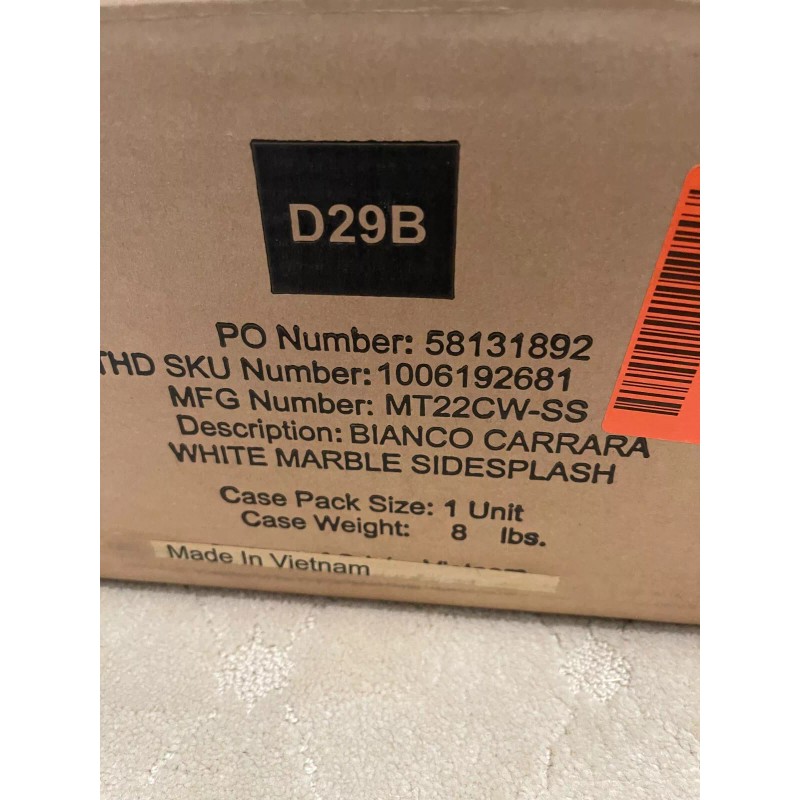 D29B
PO Number: 58131892
THD SKU Number: 1006192681
MFG Number: MT22CW-SS
Description: BIANCO CARRARA
WHITE MARBLE SIDESPLASH
Case Pack Size: 1 Unit
Case Weight: 8 lbs.
Made In Vietnam